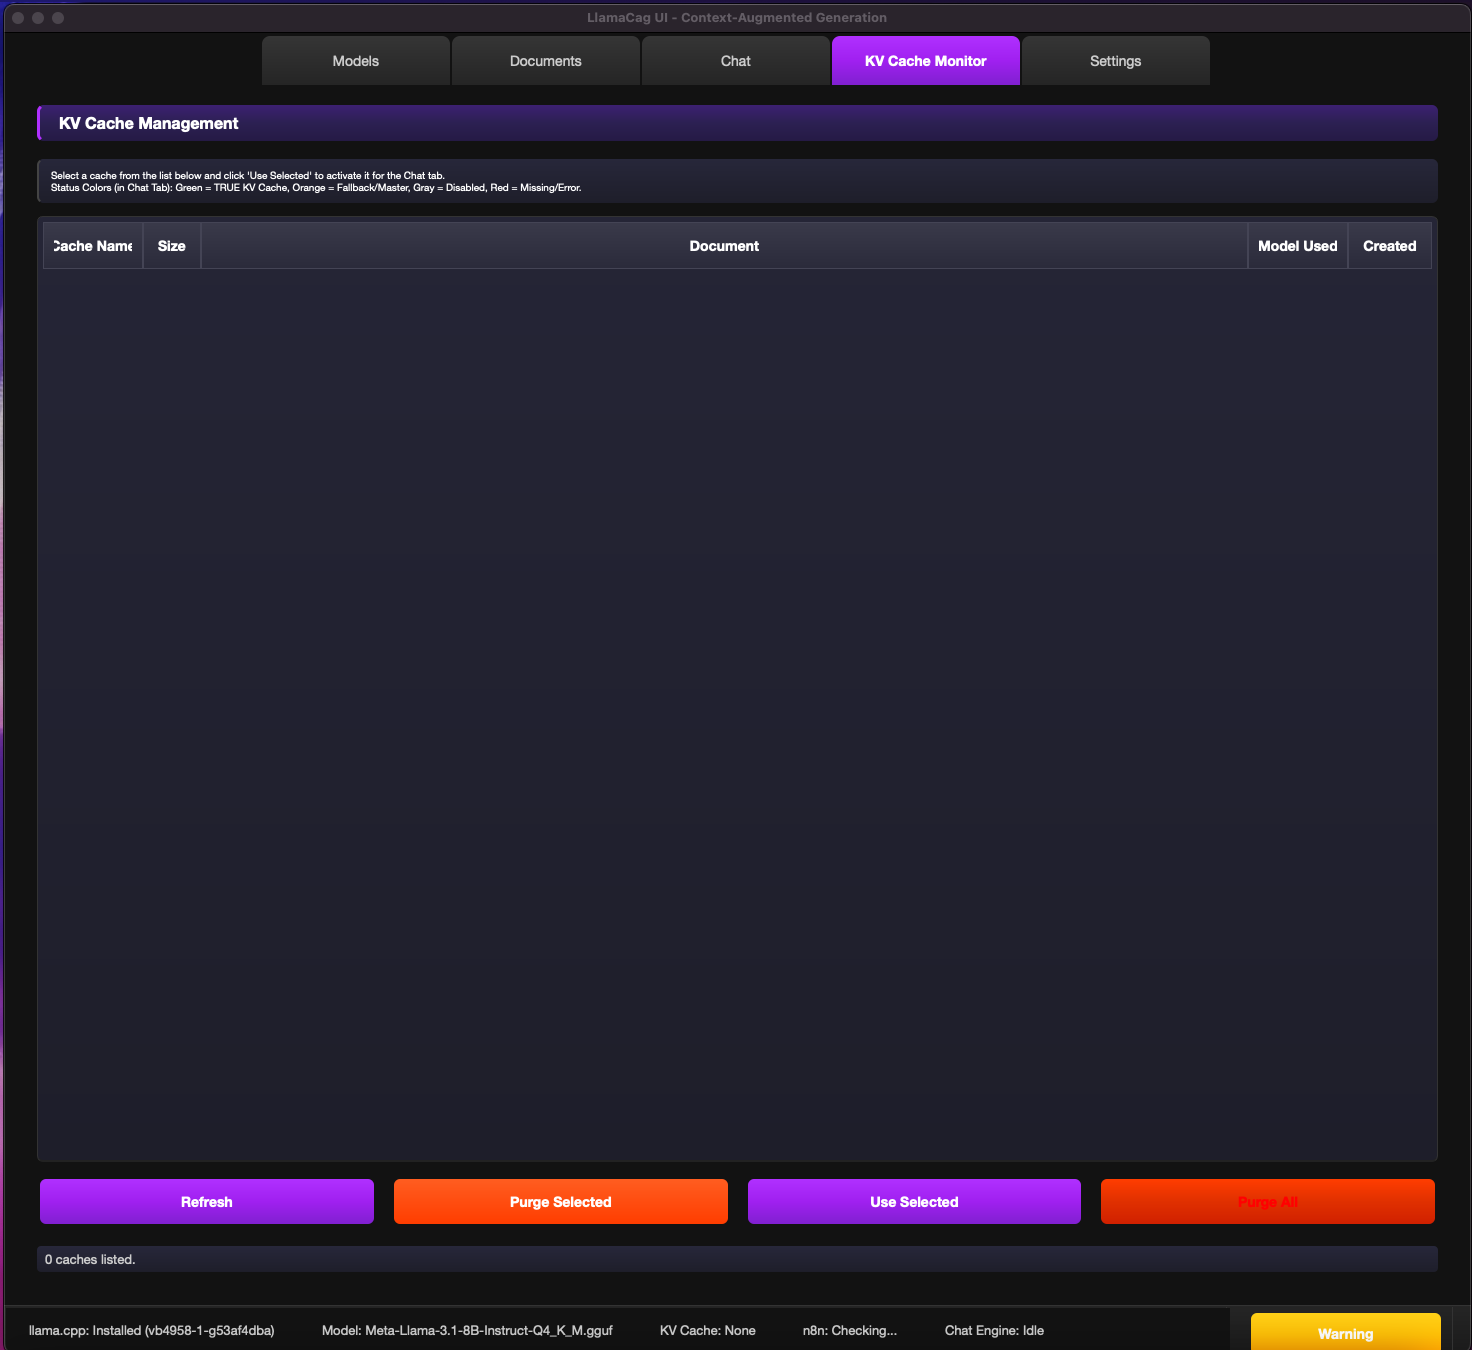 LlamaCag UI - Context-Augmented Generation
Models
Documents
Chat
KV Cache Monitor
Settings
KV Cache Management
Select a cache from the list below and click 'Use Selected' to activate it for the Chat tab.
Status Colors (in Chat Tab): Green = TRUE KV Cache, Orange = Fallback/Master, Gray = Disabled, Red = Missing/Error.
Cache Name
Size
Document
Model Used
Created
Refresh
Purge Selected
Use Selected
Purge All
0 caches listed.
llama.cpp: Installed (vb4958-1-g53af4dba)
Model: Meta-Llama-3.1-8B-Instruct-Q4_K_M.gguf
KV Cache: None
n8n: Checking...
Chat Engine: Idle
Warning